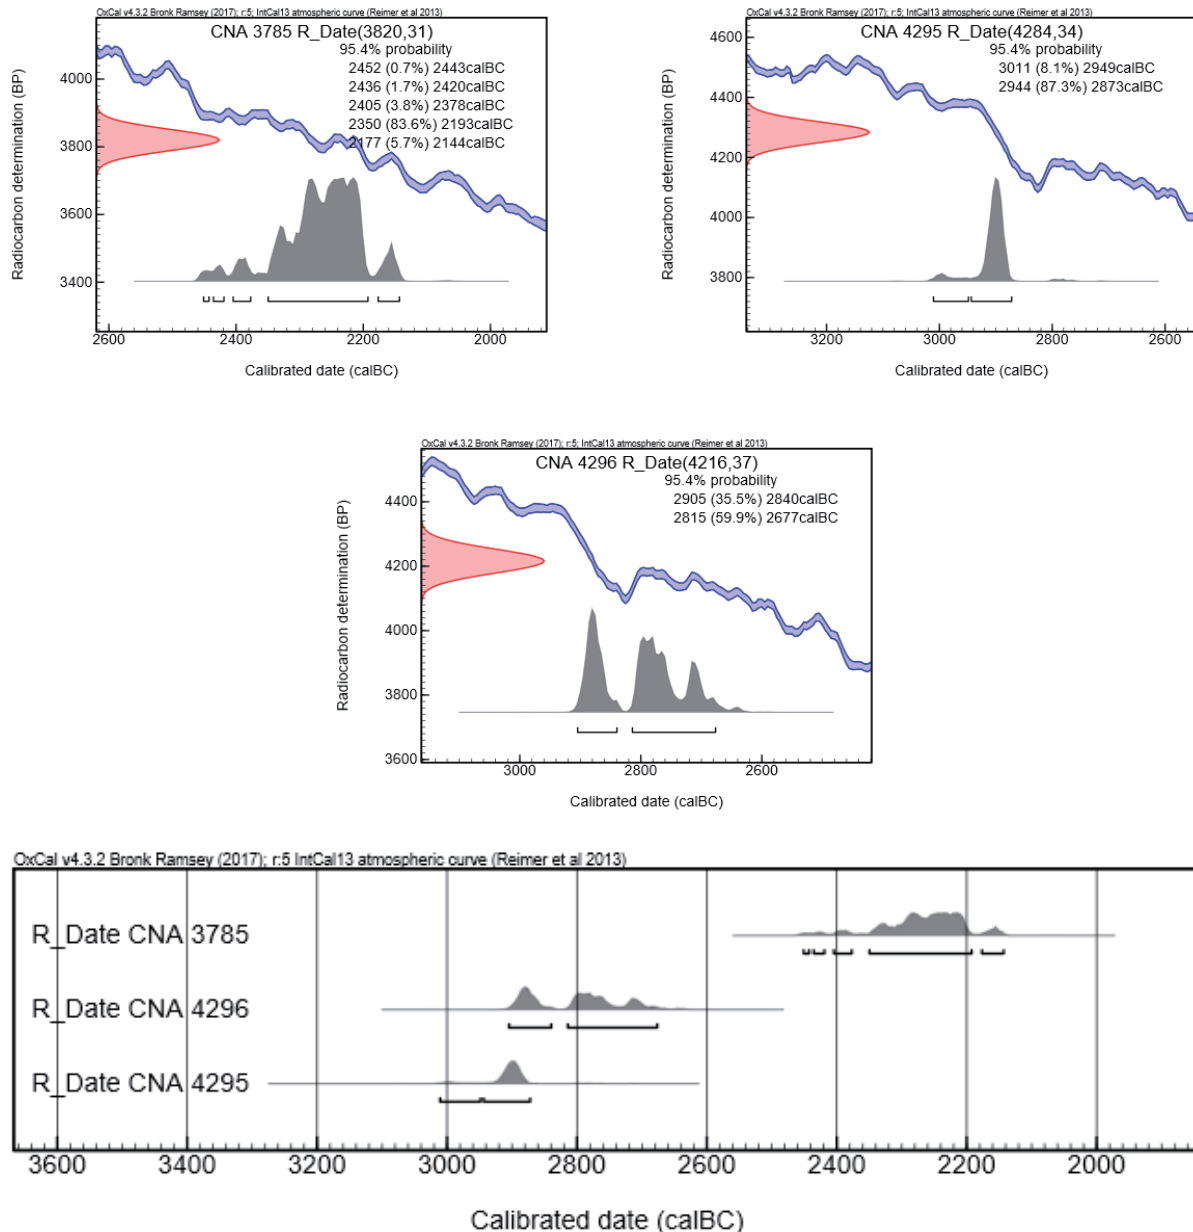 OxCal v4.3.2 Bronk Ramsey (2017); r:5; IntCal13 atmospheric curve (Reimer et al 2013)
CNA 3785 R_Date(3820,31)
95.4% probability
2452 (0.7%) 2443calBC
2436 (1.7%) 2420calBC
2405 (3.8%) 2378calBC
2350 (83.6%) 2193calBC
2177 (5.7%) 2144calBC
Radiocarbon determination (BP)
4000
3800
3600
3400
2600 2400 2200 2000
Calibrated date (calBC)
OxCal v4.3.2 Bronk Ramsey (2017); r:5; IntCal13 atmospheric curve (Reimer et al 2013)
CNA 4295 R_Date(4284,34)
95.4% probability
3011 (8.1%) 2949calBC
2944 (87.3%) 2873calBC
Radiocarbon determination (BP)
4600
4400
4200
4000
3800
3200 3000 2800 2600
Calibrated date (calBC)
OxCal v4.3.2 Bronk Ramsey (2017); r:5; IntCal13 atmospheric curve (Reimer et al 2013)
CNA 4296 R_Date(4216,37)
95.4% probability
2905 (35.5%) 2840calBC
2815 (59.9%) 2677calBC
Radiocarbon determination (BP)
4400
4200
4000
3800
3600
3000 2800 2600
Calibrated date (calBC)
OxCal v4.3.2 Bronk Ramsey (2017); r:5 IntCal13 atmospheric curve (Reimer et al 2013)
R_Date CNA 3785
R_Date CNA 4296
R_Date CNA 4295
3600 3400 3200 3000 2800 2600 2400 2200 2000
Calibrated date (calBC)